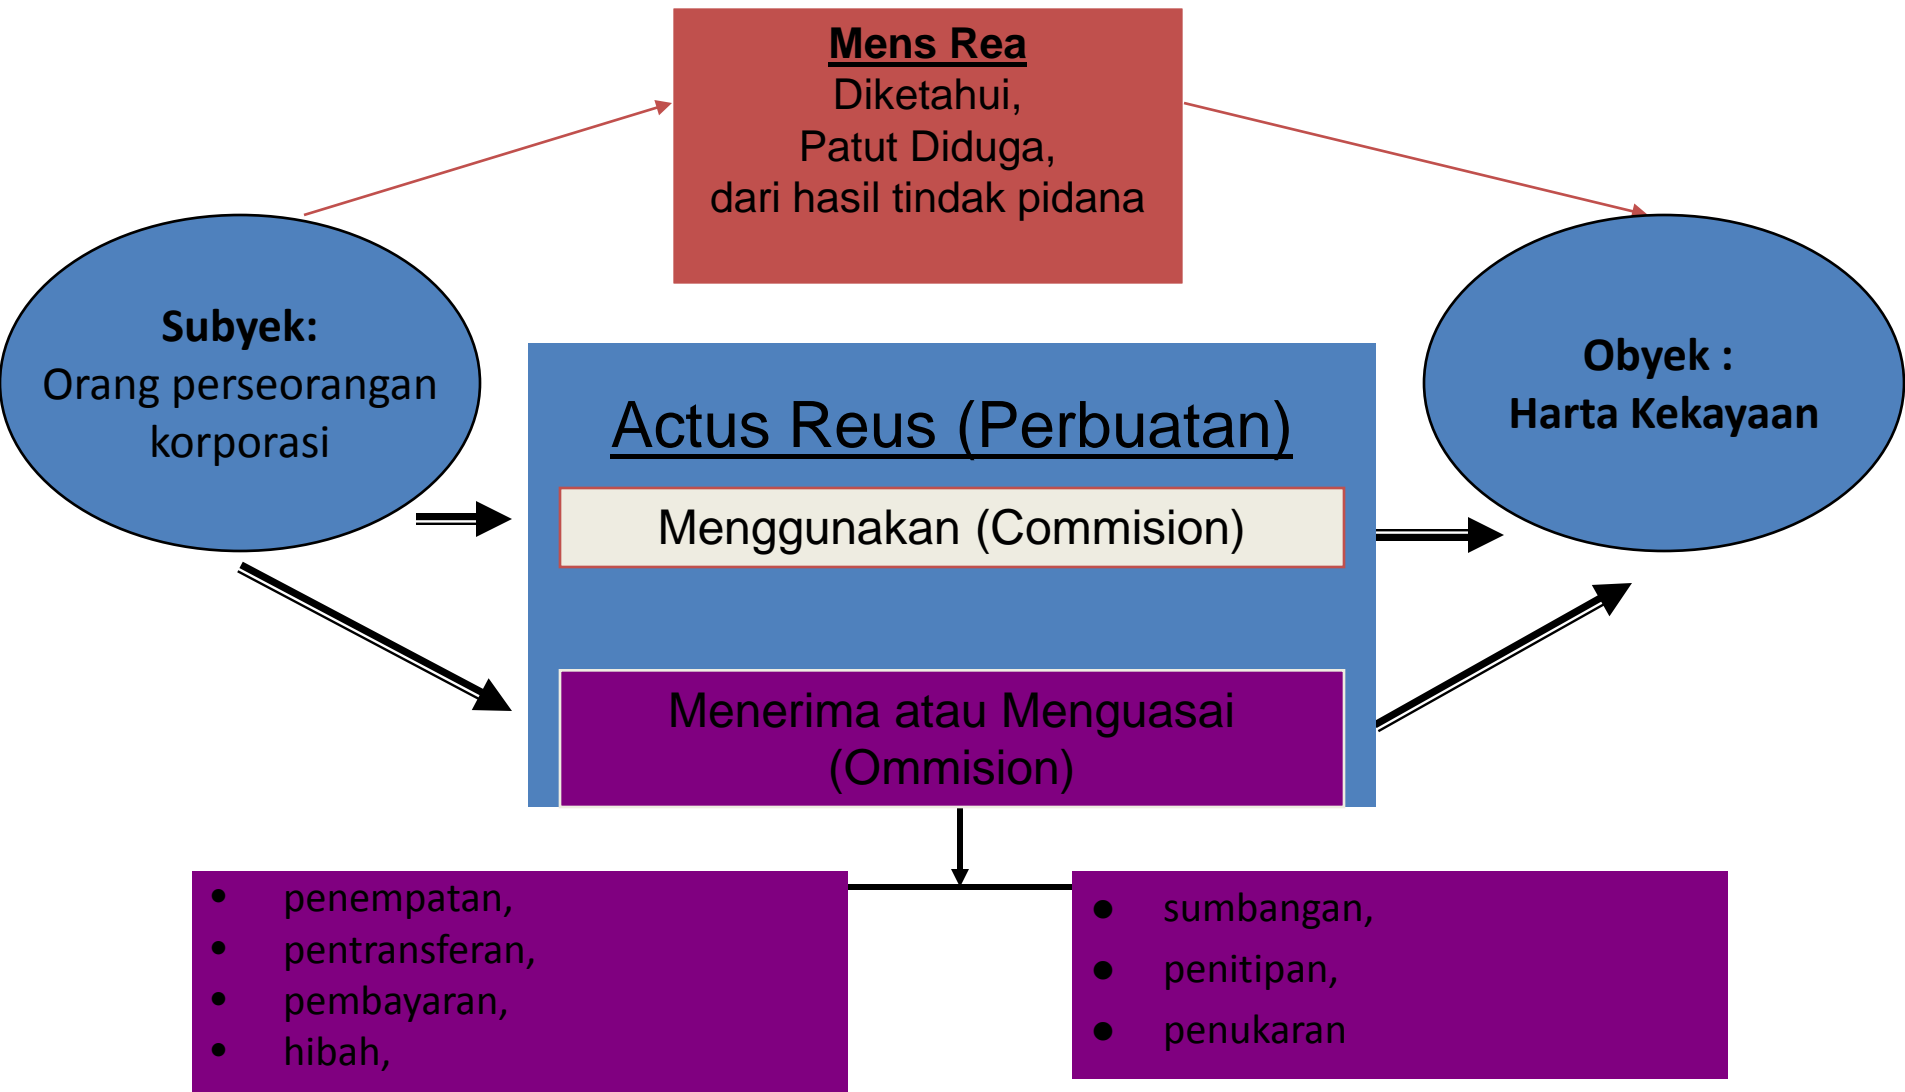 Mens Rea
Diketahui,
Patut Diduga,
dari hasil tindak pidana
Subyek:
Orang perseorangan
korporasi
Obyek :
Harta Kekayaan
Actus Reus (Perbuatan)
Menggunakan (Commision)
Menerima atau Menguasai
(Ommision)
• penempatan,
• pentransferan,
• pembayaran,
• hibah,
• sumbangan,
• penitipan,
• penukaran